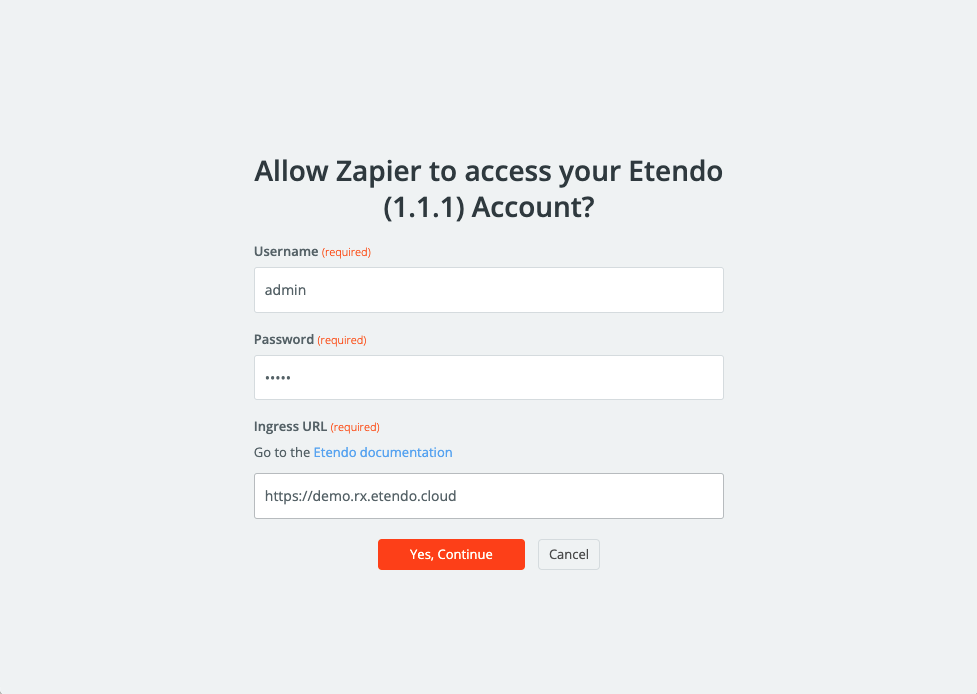 Allow Zapier to access your Etendo
(1.1.1) Account?
Username (required)
admin
Password (required)
•••••
Ingress URL (required)
Go to the Etendo documentation
https://demo.rx.etendo.cloud
Yes, Continue
Cancel